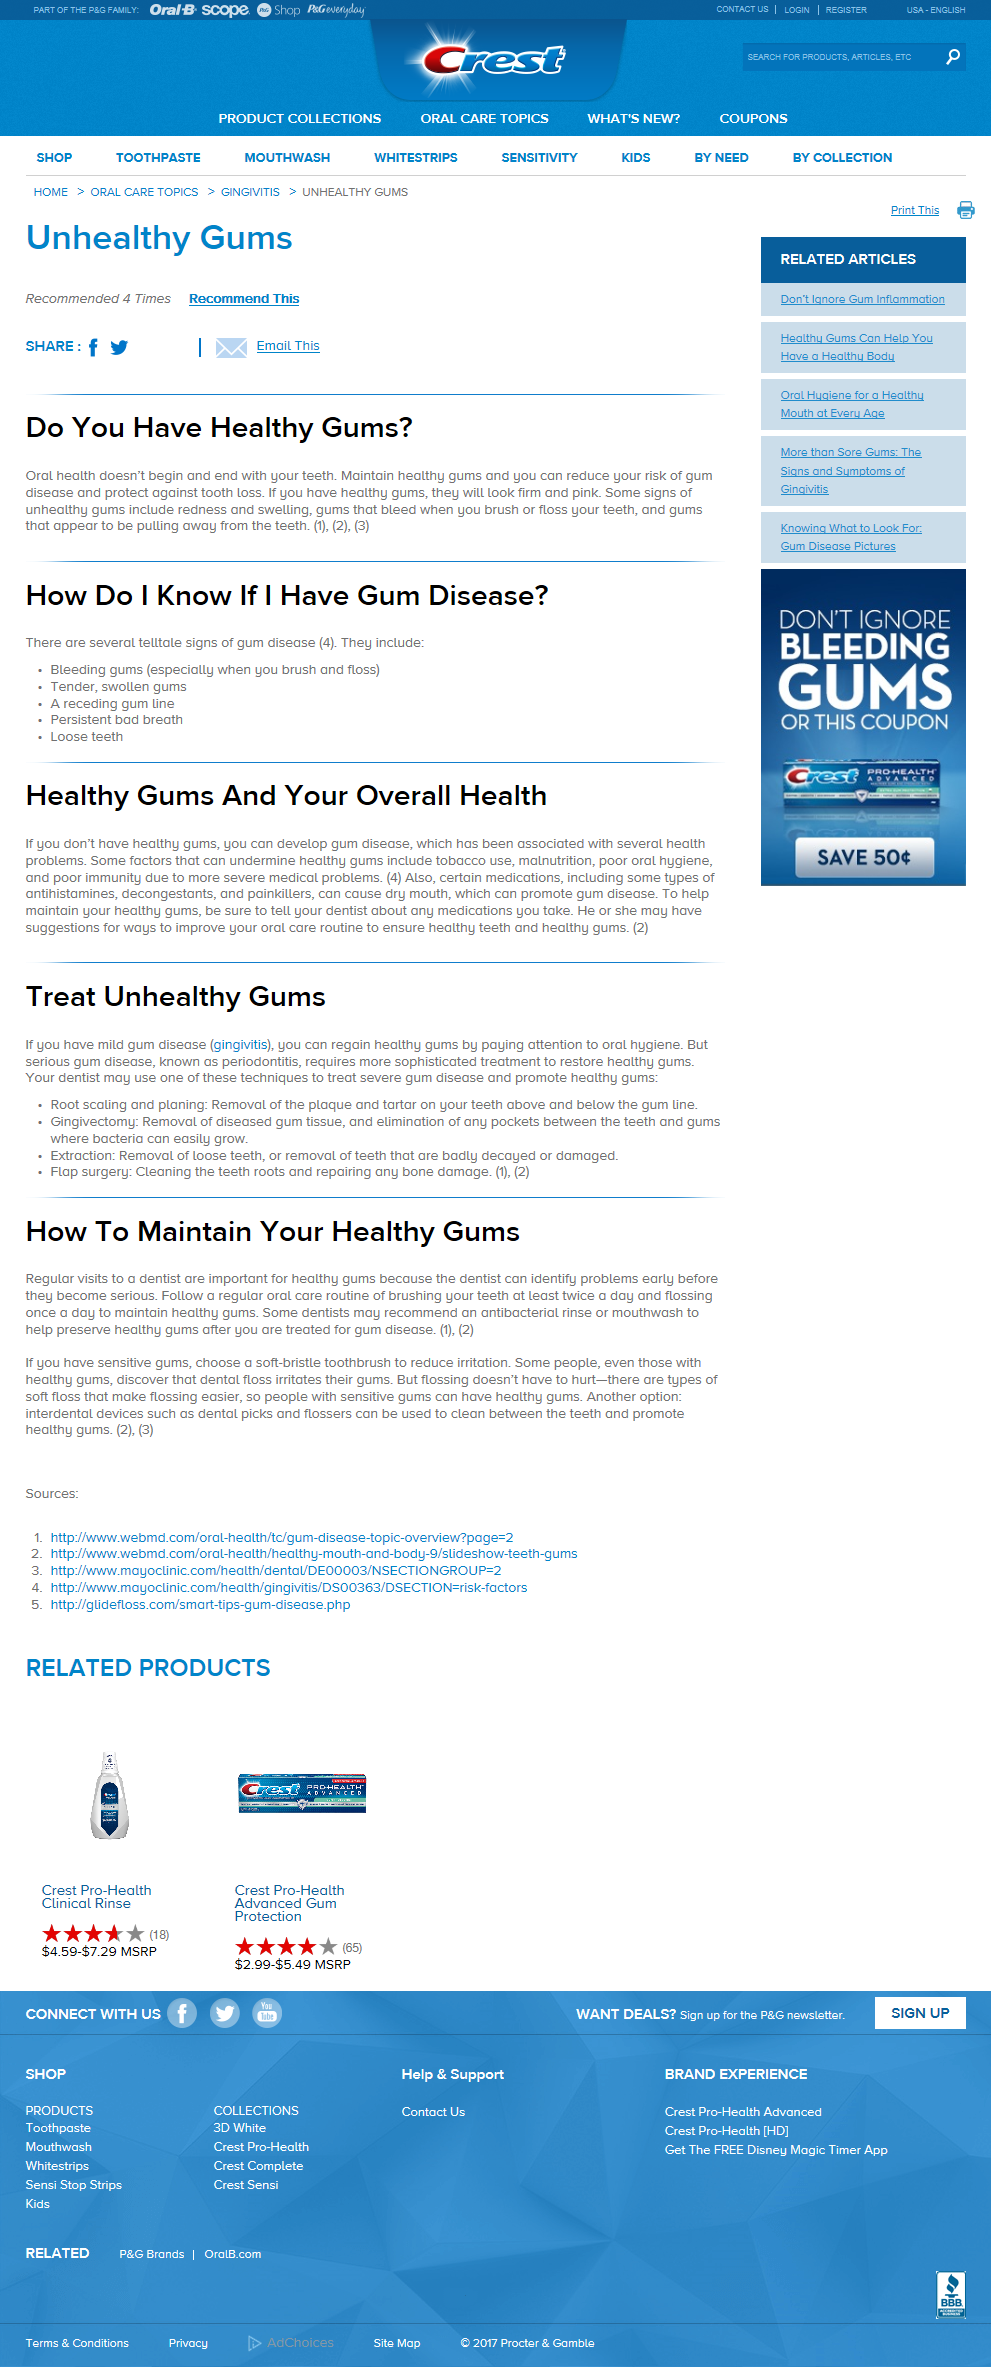 PART OF THE P&G FAMILY: Oral-B scope P&G Shop P&G everyday
CONTACT US | LOGIN | REGISTER USA - ENGLISH
Crest
SEARCH FOR PRODUCTS, ARTICLES, ETC
PRODUCT COLLECTIONS ORAL CARE TOPICS WHAT'S NEW? COUPONS
SHOP TOOTHPASTE MOUTHWASH WHITESTRIPS SENSITIVITY KIDS BY NEED BY COLLECTION
HOME > ORAL CARE TOPICS > GINGIVITIS > UNHEALTHY GUMS
Print This
Unhealthy Gums
Recommended 4 Times Recommend This
SHARE : | Email This
Do You Have Healthy Gums?
Oral health doesn't begin and end with your teeth. Maintain healthy gums and you can reduce your risk of gum
disease and protect against tooth loss. If you have healthy gums, they will look firm and pink. Some signs of
unhealthy gums include redness and swelling, gums that bleed when you brush or floss your teeth, and gums
that appear to be pulling away from the teeth. (1), (2), (3)
How Do I Know If I Have Gum Disease?
There are several telltale signs of gum disease (4). They include:
• Bleeding gums (especially when you brush and floss)
• Tender, swollen gums
• A receding gum line
• Persistent bad breath
• Loose teeth
Healthy Gums And Your Overall Health
If you don't have healthy gums, you can develop gum disease, which has been associated with several health
problems. Some factors that can undermine healthy gums include tobacco use, malnutrition, poor oral hygiene,
and poor immunity due to more severe medical problems. (4) Also, certain medications, including some types of
antihistamines, decongestants, and painkillers, can cause dry mouth, which can promote gum disease. To help
maintain your healthy gums, be sure to tell your dentist about any medications you take. He or she may have
suggestions for ways to improve your oral care routine to ensure healthy teeth and healthy gums. (2)
Treat Unhealthy Gums
If you have mild gum disease (gingivitis), you can regain healthy gums by paying attention to oral hygiene. But
serious gum disease, known as periodontitis, requires more sophisticated treatment to restore healthy gums.
Your dentist may use one of these techniques to treat severe gum disease and promote healthy gums:
• Root scaling and planing: Removal of the plaque and tartar on your teeth above and below the gum line.
• Gingivectomy: Removal of diseased gum tissue, and elimination of any pockets between the teeth and gums
where bacteria can easily grow.
• Extraction: Removal of loose teeth, or removal of teeth that are badly decayed or damaged.
• Flap surgery: Cleaning the teeth roots and repairing any bone damage. (1), (2)
How To Maintain Your Healthy Gums
Regular visits to a dentist are important for healthy gums because the dentist can identify problems early before
they become serious. Follow a regular oral care routine of brushing your teeth at least twice a day and flossing
once a day to maintain healthy gums. Some dentists may recommend an antibacterial rinse or mouthwash to
help preserve healthy gums after you are treated for gum disease. (1), (2)
If you have sensitive gums, choose a soft-bristle toothbrush to reduce irritation. Some people, even those with
healthy gums, discover that dental floss irritates their gums. But flossing doesn't have to hurt—there are types of
soft floss that make flossing easier, so people with sensitive gums can have healthy gums. Another option:
interdental devices such as dental picks and flossers can be used to clean between the teeth and promote
healthy gums. (2), (3)
Sources:
1. http://www.webmd.com/oral-health/tc/gum-disease-topic-overview?page=2
2. http://www.webmd.com/oral-health/healthy-mouth-and-body-9/slideshow-teeth-gums
3. http://www.mayoclinic.com/health/dental/DE00003/NSECTIONGROUP=2
4. http://www.mayoclinic.com/health/gingivitis/DS00363/DSECTION=risk-factors
5. http://glidefloss.com/smart-tips-gum-disease.php
RELATED ARTICLES
Don't Ignore Gum Inflammation
Healthy Gums Can Help You
Have a Healthy Body
Oral Hygiene for a Healthy
Mouth at Every Age
More than Sore Gums: The
Signs and Symptoms of
Gingivitis
Knowing What to Look For:
Gum Disease Pictures
DON'T IGNORE
BLEEDING
GUMS
OR THIS COUPON
Crest PRO-HEALTH
ADVANCED
SAVE 50¢
RELATED PRODUCTS
Crest PRO-HEALTH
ADVANCED
Crest Pro-Health
Clinical Rinse
(18)
$4.59-$7.29 MSRP
Crest Pro-Health
Advanced Gum
Protection
(65)
$2.99-$5.49 MSRP
CONNECT WITH US You Tube
WANT DEALS? Sign up for the P&G newsletter. SIGN UP
SHOP
PRODUCTS
Toothpaste
Mouthwash
Whitestrips
Sensi Stop Strips
Kids
COLLECTIONS
3D White
Crest Pro-Health
Crest Complete
Crest Sensi
Help & Support
Contact Us
BRAND EXPERIENCE
Crest Pro-Health Advanced
Crest Pro-Health [HD]
Get The FREE Disney Magic Timer App
RELATED P&G Brands | OralB.com
BBB
ACCREDITED
BUSINESS
Terms & Conditions Privacy AdChoices Site Map © 2017 Procter & Gamble